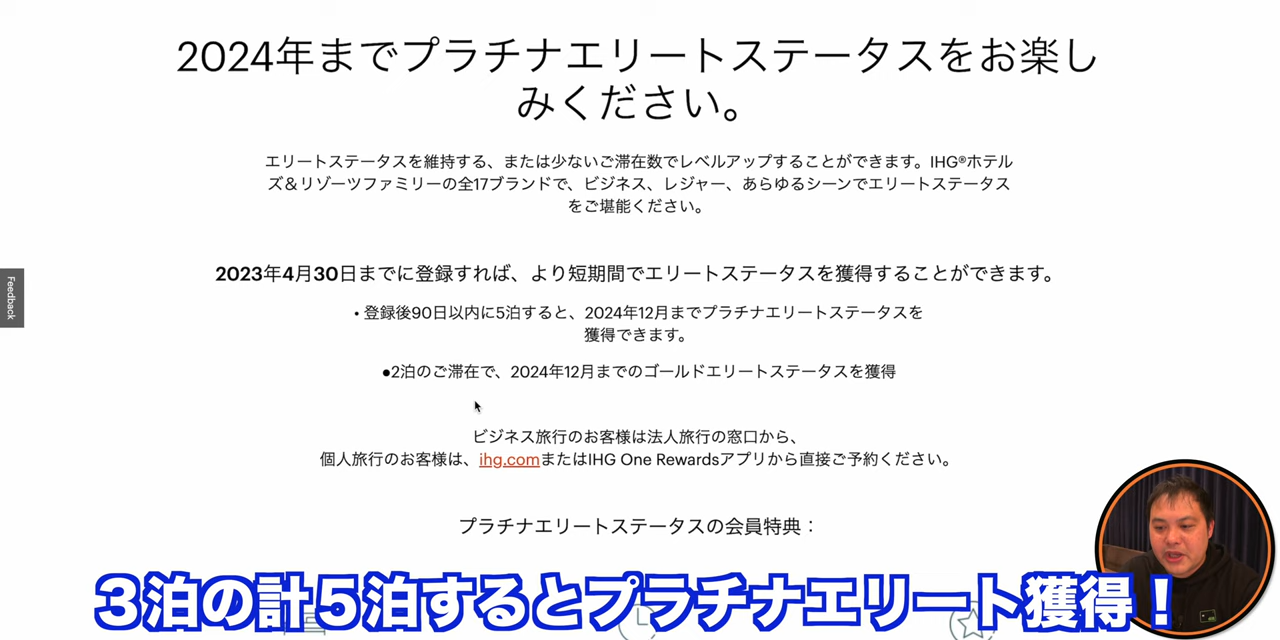 2024年までプラチナエリートステータスをお楽し
みください。
エリートステータスを維持する、または少ないご滞在数でレベルアップすることができます。IHG®ホテル
ズ＆リゾーツファミリーの全17ブランドで、ビジネス、レジャー、あらゆるシーンでエリートステータス
をご堪能ください。
Feedback
2023年4月30日までに登録すれば、より短期間でエリートステータスを獲得することができます。
• 登録後90日以内に5泊すると、2024年12月までプラチナエリートステータスを
獲得できます。
●2泊のご滞在で、2024年12月までのゴールドエリートステータスを獲得
ビジネス旅行のお客様は法人旅行の窓口から、
個人旅行のお客様は、ihg.comまたはIHG One Rewardsアプリから直接ご予約ください。
プラチナエリートステータスの会員特典：
３泊の計５泊するとプラチナエリート獲得！